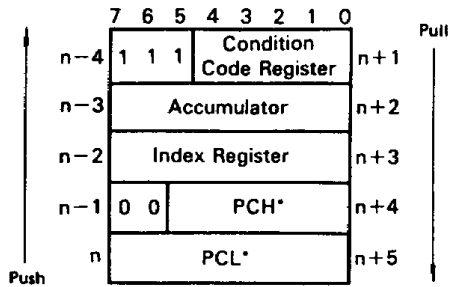 7 6 5 4 3 2 1 0
Pull
n-4 1 1 1 Condition Code Register n+1
n-3 Accumulator n+2
n-2 Index Register n+3
n-1 0 0 PCH* n+4
n PCL* n+5
Push